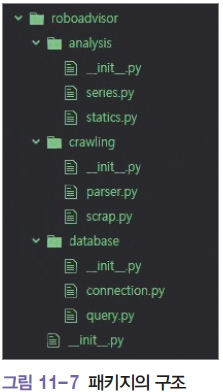 roboadvisor
analysis
__init__.py
series.py
statics.py
crawling
__init__.py
parser.py
scrap.py
database
__init__.py
connection.py
query.py
__init__.py
그림 11-7 패키지의 구조